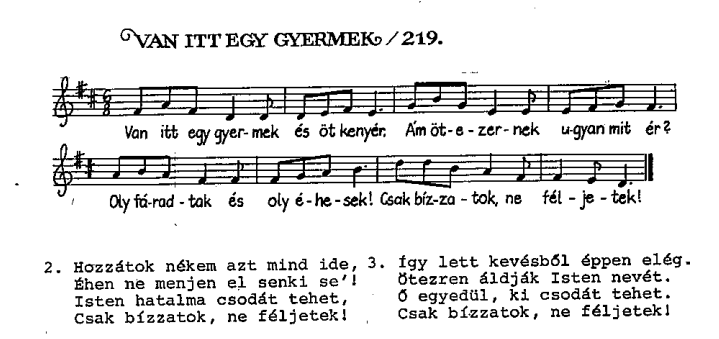 VAN ITT EGY GYERMEK / 219.
6
8
Van itt egy gyer-mek és öt kenyér. Ám öt-e-zer-nek u-gyan mit ér?
Oly fá-rad-tak és oly é-he-sek! Csak bíz-za-tok, ne fél-je-tek!
2. Hozzátok nékem azt mind ide,
Éhen ne menjen el senki se'!
Isten hatalma csodát tehet,
Csak bízzatok, ne féljetek!
3. Így lett kevésből éppen elég.
Ötezren áldják Isten nevét.
Ő egyedül, ki csodát tehet.
Csak bízzatok, ne féljetek!